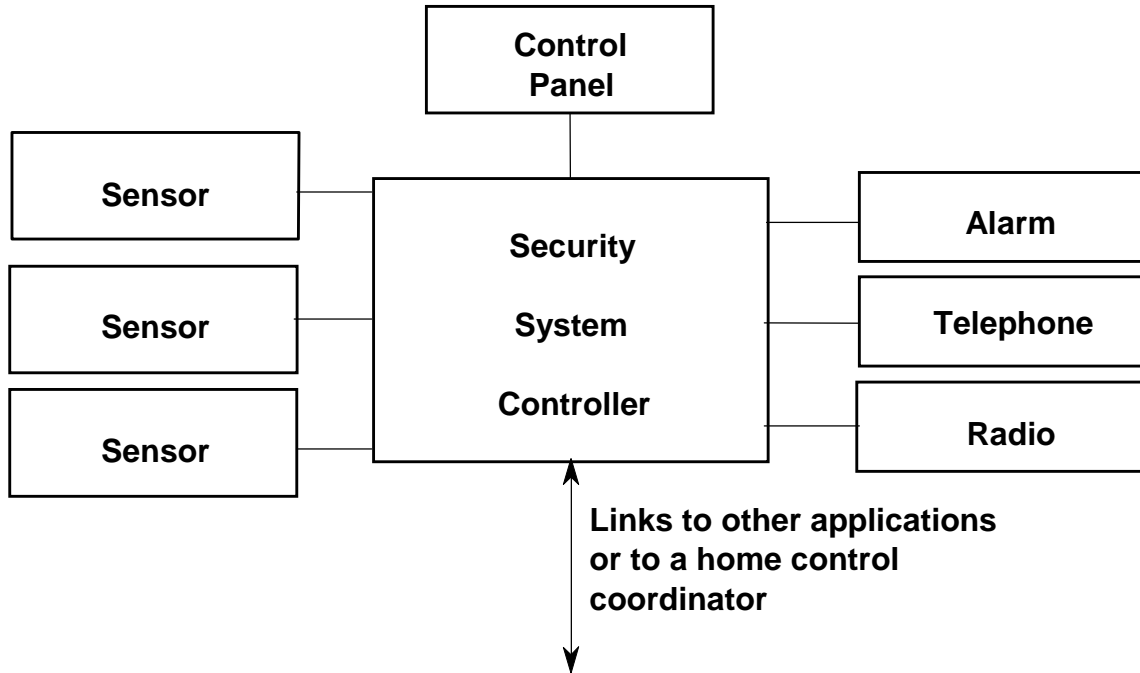 Control
Panel
Sensor
Sensor
Sensor
Security
System
Controller
Alarm
Telephone
Radio
Links to other applications
or to a home control
coordinator